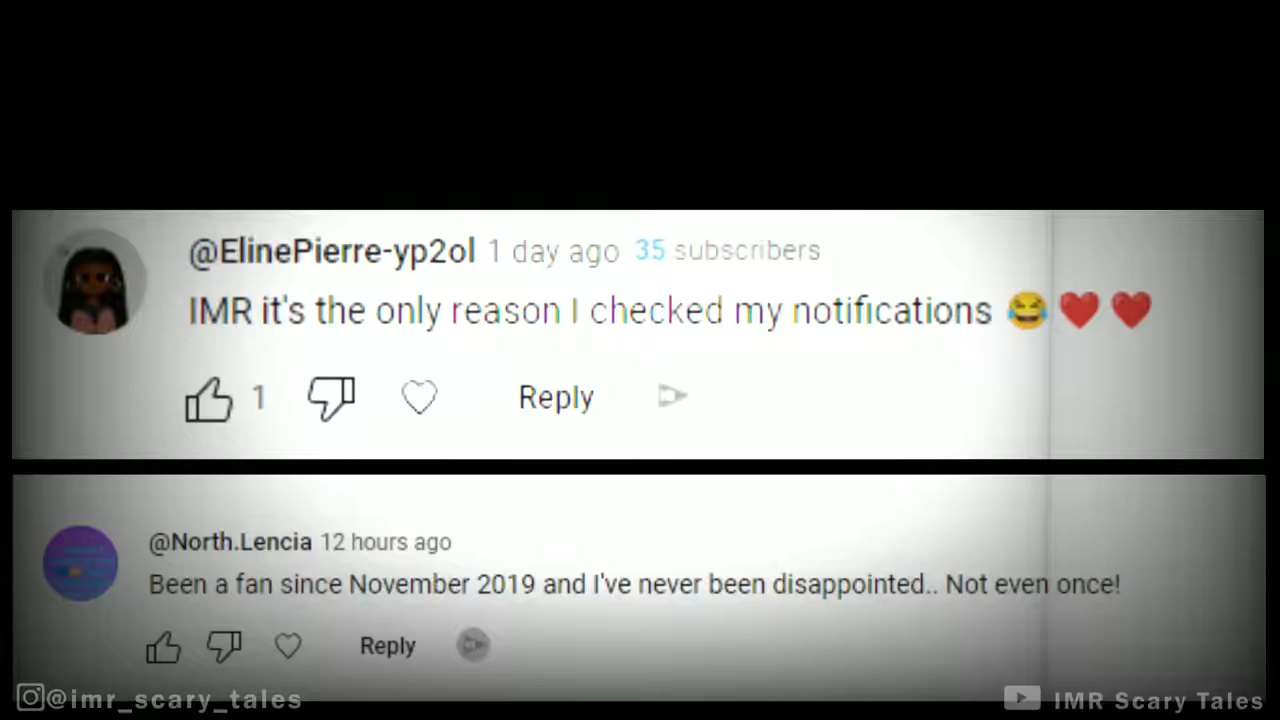 @ElinePierre-yp2ol 1 day ago 35 subscribers
IMR it's the only reason I checked my notifications 😂❤️❤️
1 Reply
@North.Lencia 12 hours ago
Been a fan since November 2019 and I've never been disappointed.. Not even once!
Reply
@imr_scary_tales IMR Scary Tales